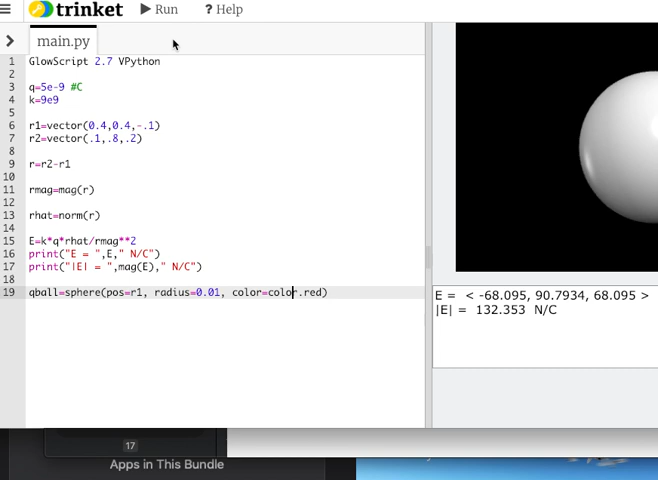 trinket Run ? Help
main.py
1 GlowScript 2.7 VPython
2
3 q=5e-9 #C
4 k=9e9
5
6 r1=vector(0.4,0.4,-.1)
7 r2=vector(.1,.8,.2)
8
9 r=r2-r1
10
11 rmag=mag(r)
12
13 rhat=norm(r)
14
15 E=k*q*rhat/rmag**2
16 print("E = ",E," N/C")
17 print("|E| = ",mag(E)," N/C")
18
19 qball=sphere(pos=r1, radius=0.01, color=color.red)
E = < -68.095, 90.7934, 68.095 >
|E| = 132.353 N/C
17
Apps in This Bundle